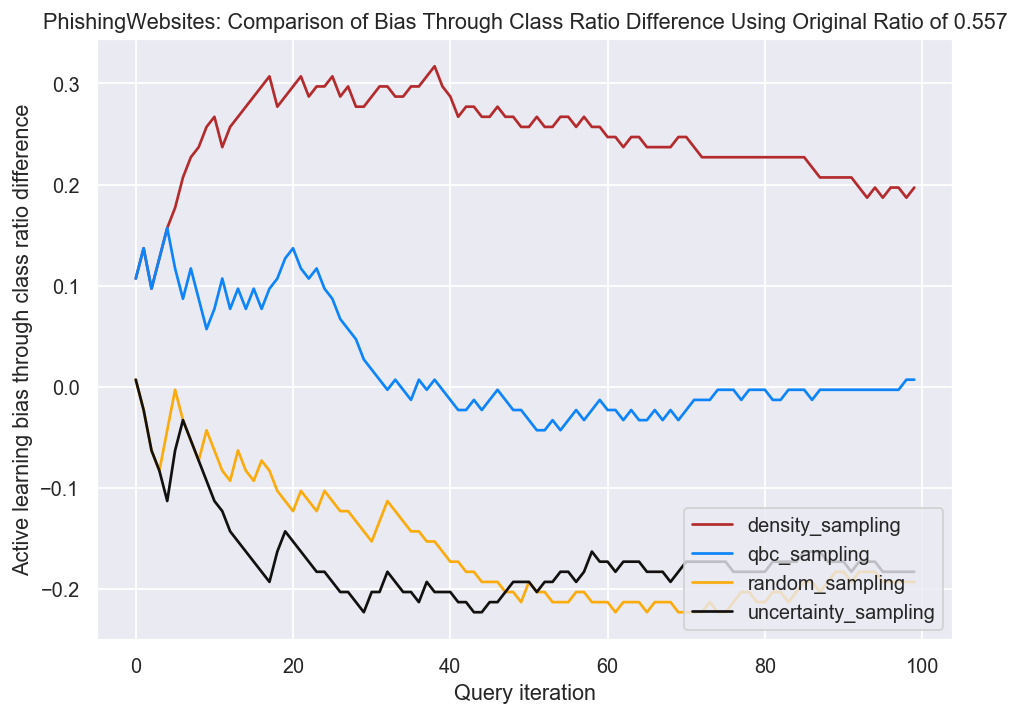 PhishingWebsites: Comparison of Bias Through Class Ratio Difference Using Original Ratio of 0.557
Active learning bias through class ratio difference
0.3
0.2
0.1
0.0
−0.1
−0.2
density_sampling
qbc_sampling
random_sampling
uncertainty_sampling
0 20 40 60 80 100
Query iteration